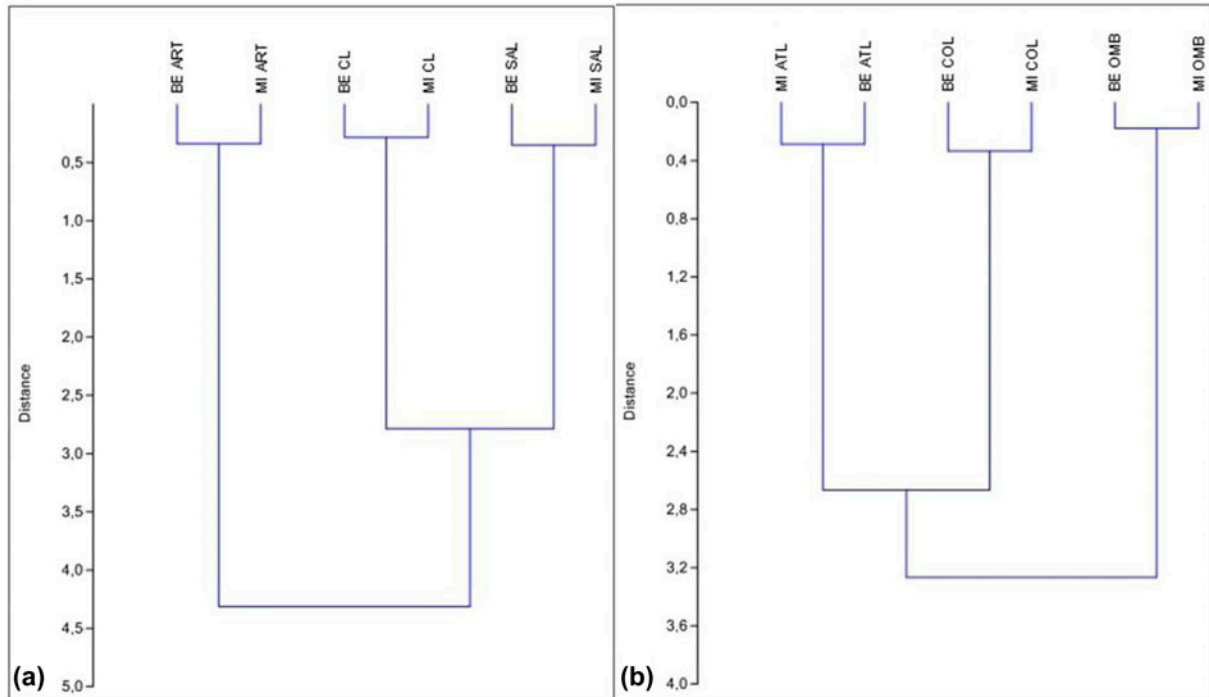 BE ART
MI ART
BE CL
MI CL
BE SAL
MI SAL
0,5
1,0
1,5
2,0
2,5
3,0
3,5
4,0
4,5
5,0
Distance
(a)
MI ATL
BE ATL
BE COL
MI COL
BE OMB
MI OMB
0,0
0,4
0,8
1,2
1,6
2,0
2,4
2,8
3,2
3,6
4,0
Distance
(b)